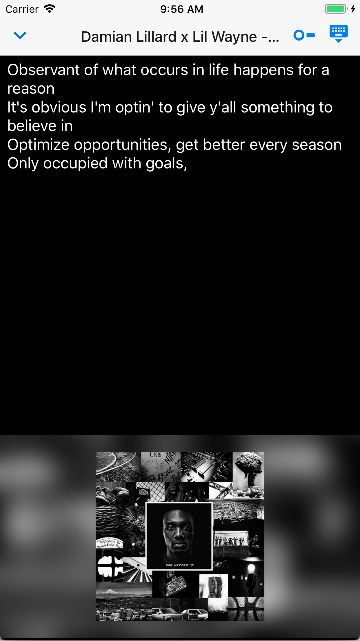 Carrier 9:56 AM
Damian Lillard x Lil Wayne -...
Observant of what occurs in life happens for a
reason
It's obvious I'm optin' to give y'all something to
believe in
Optimize opportunities, get better every season
Only occupied with goals,